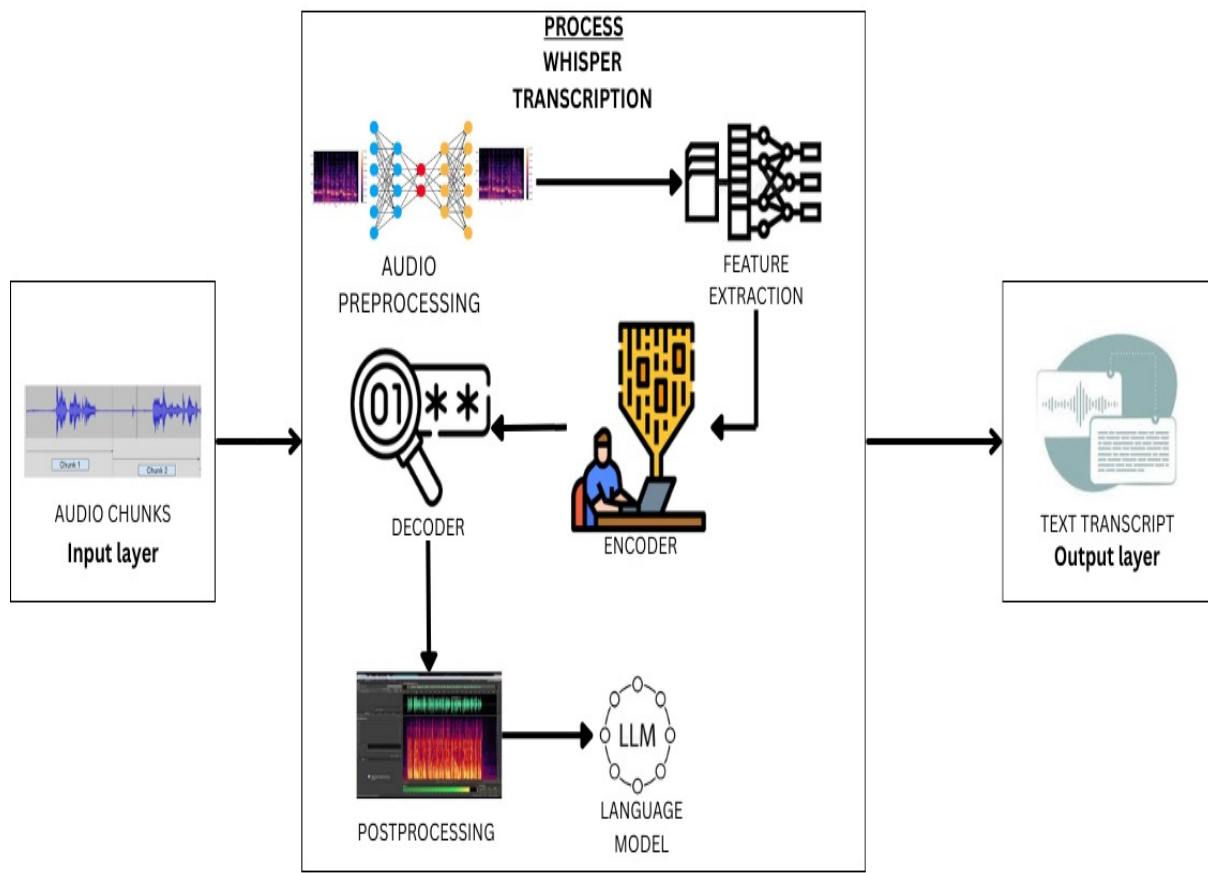 PROCESS
WHISPER
TRANSCRIPTION
AUDIO
PREPROCESSING
FEATURE
EXTRACTION
Chunk 1
Chunk 2
AUDIO CHUNKS
Input layer
01**
DECODER
ENCODER
TEXT TRANSCRIPT
Output layer
POSTPROCESSING
LLM
LANGUAGE
MODEL